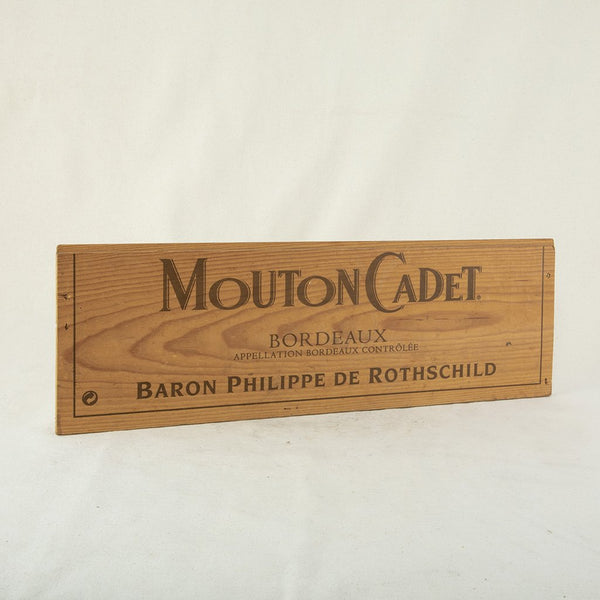 MOUTON CADET
BORDEAUX
APPELLATION BORDEAUX CONTRÔLÉE
BARON PHILIPPE DE ROTHSCHILD